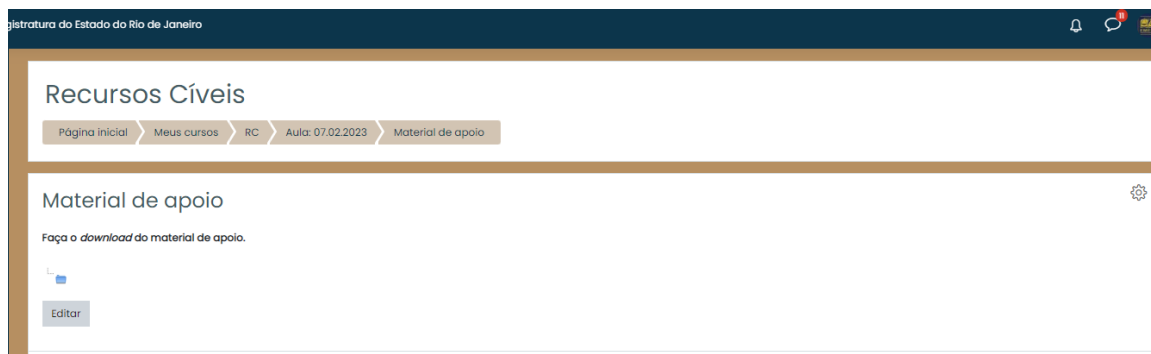 do Estado do Rio de Janeiro
11
Recursos Cíveis
Página inicial
Meus cursos
RC
Aula: 07.02.2023
Material de apoio
Material de apoio
Faça o download do material de apoio.
Editar